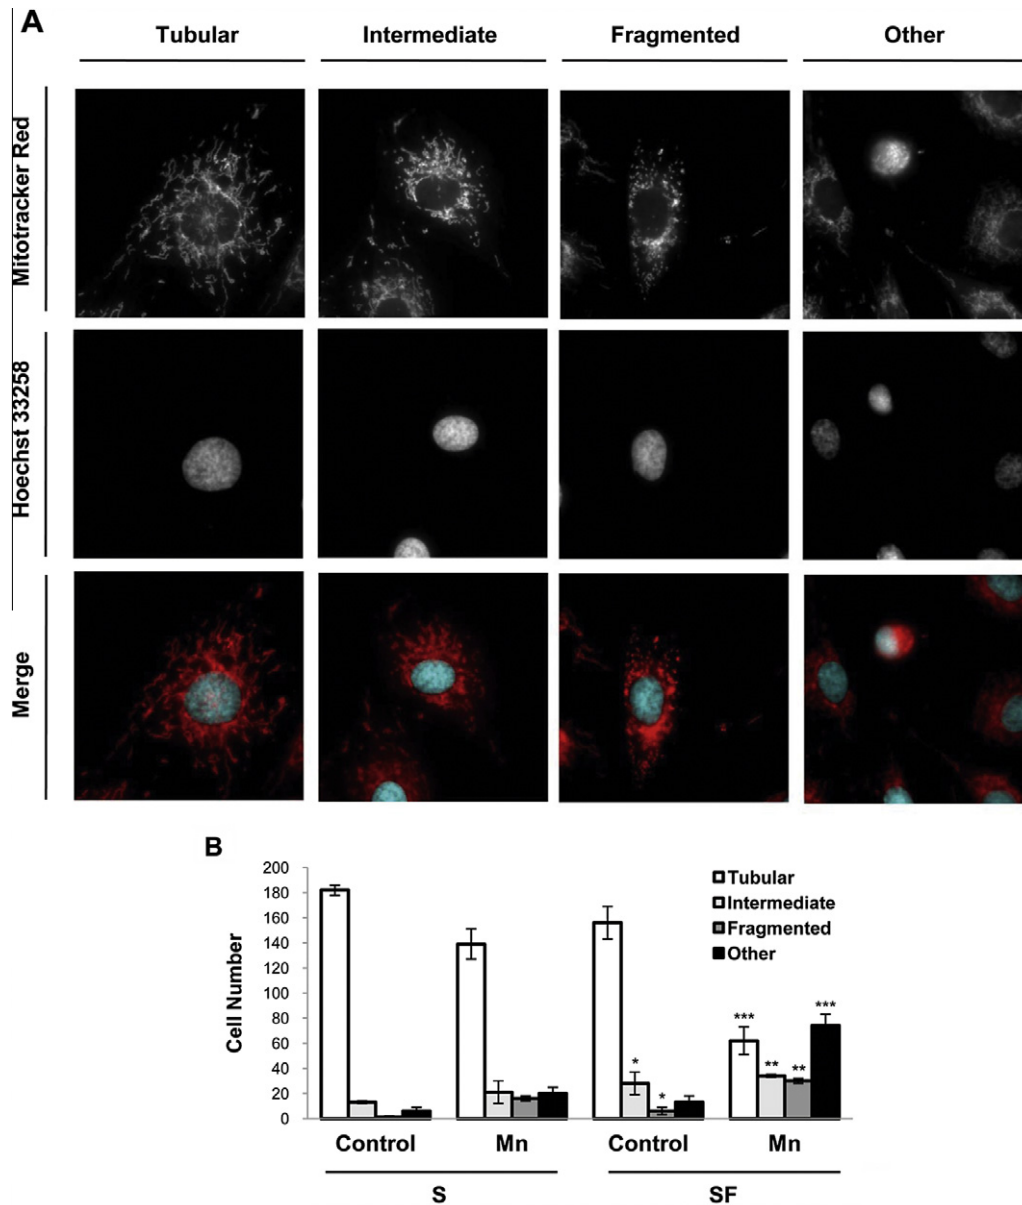 A
Tubular Intermediate Fragmented Other
Mitotracker Red
Hoechst 33258
Merge
B
200
180
160
140
120
100
80
60
40
20
0
Cell Number
Tubular
Intermediate
Fragmented
Other
* * *** ** ** ***
Control Mn Control Mn
S SF